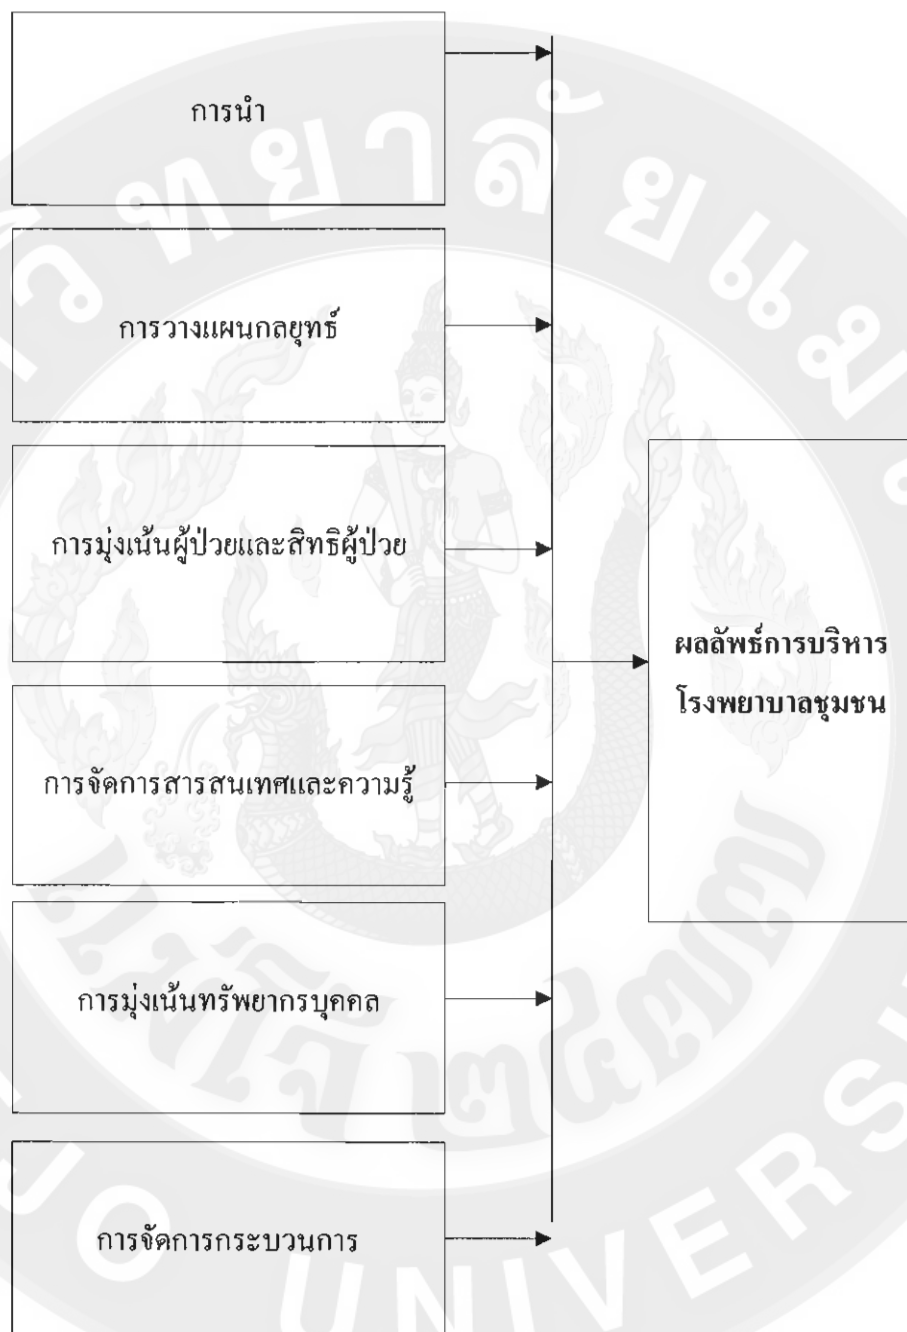 การนำ
การวางแผนกลยุทธ์
การมุ่งเน้นผู้ป่วยและสิทธิผู้ป่วย
ผลลัพธ์การบริหาร
โรงพยาบาลชุมชน
การจัดการสารสนเทศและความรู้
การมุ่งเน้นทรัพยากรบุคคล
การจัดการกระบวนการ